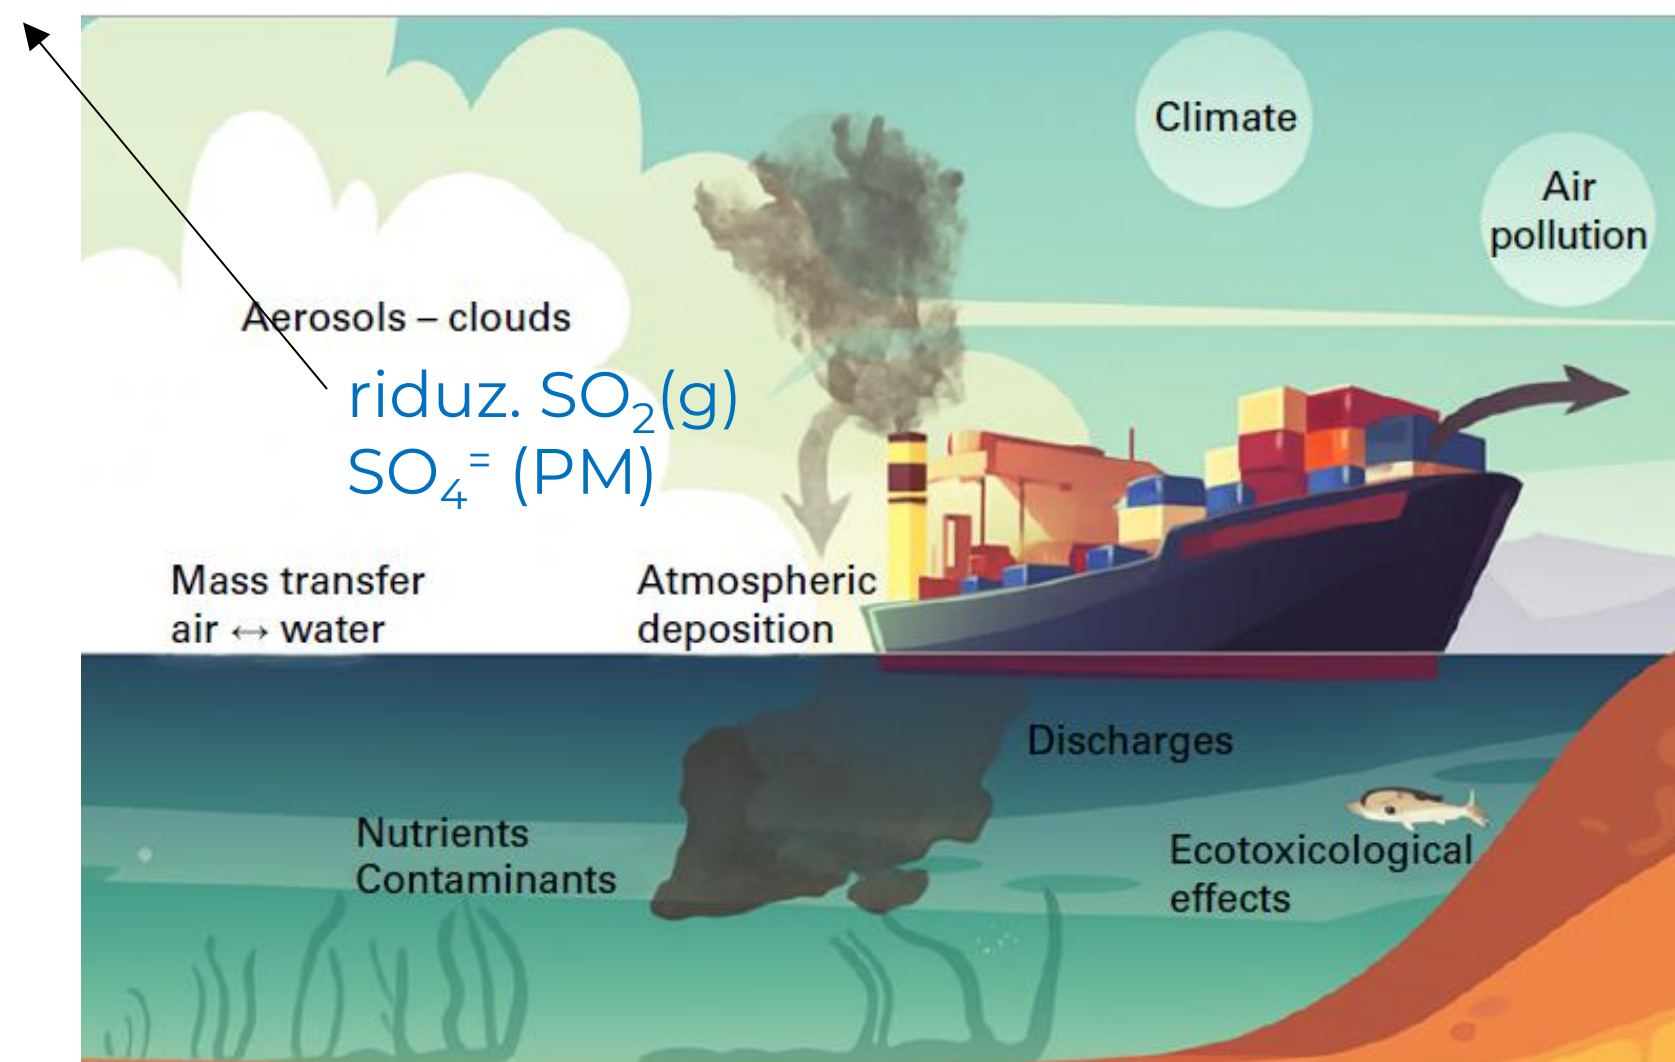 Climate
Air
pollution
Aerosols – clouds
riduz. SO₂(g)
SO₄⁼ (PM)
Mass transfer
air ↔ water
Atmospheric
deposition
Discharges
Nutrients
Contaminants
Ecotoxicological
effects